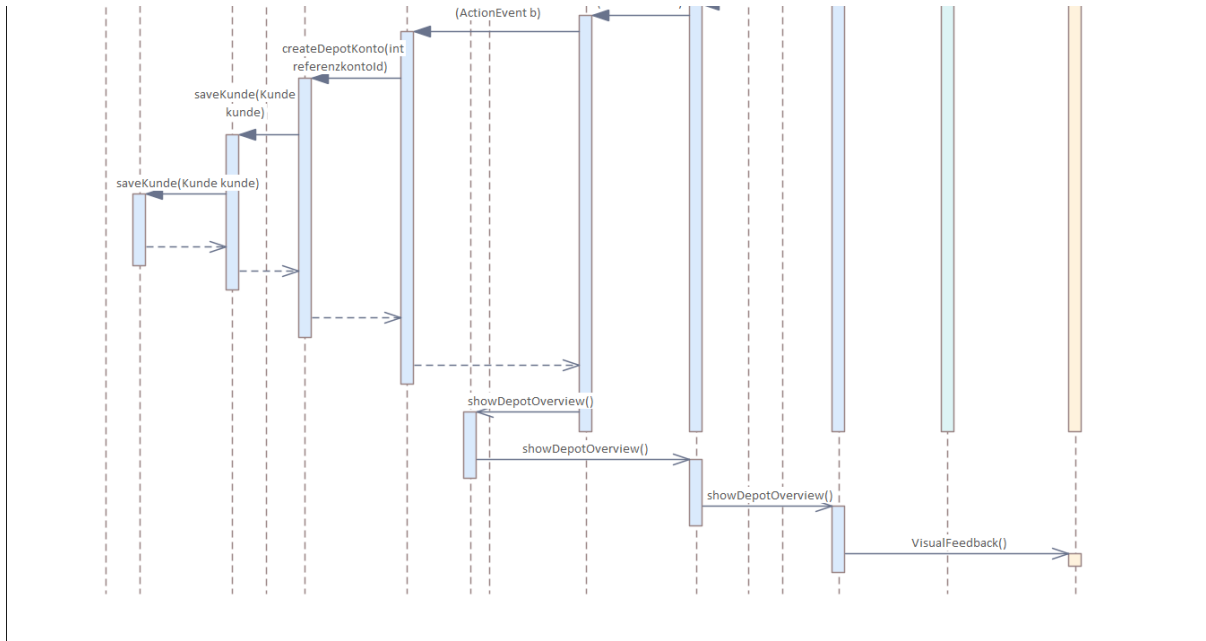 (ActionEvent b)
createDepotKonto(int
referenzkontoId)
saveKunde(Kunde
kunde)
saveKunde(Kunde kunde)
showDepotOverview()
showDepotOverview()
showDepotOverview()
VisualFeedback()